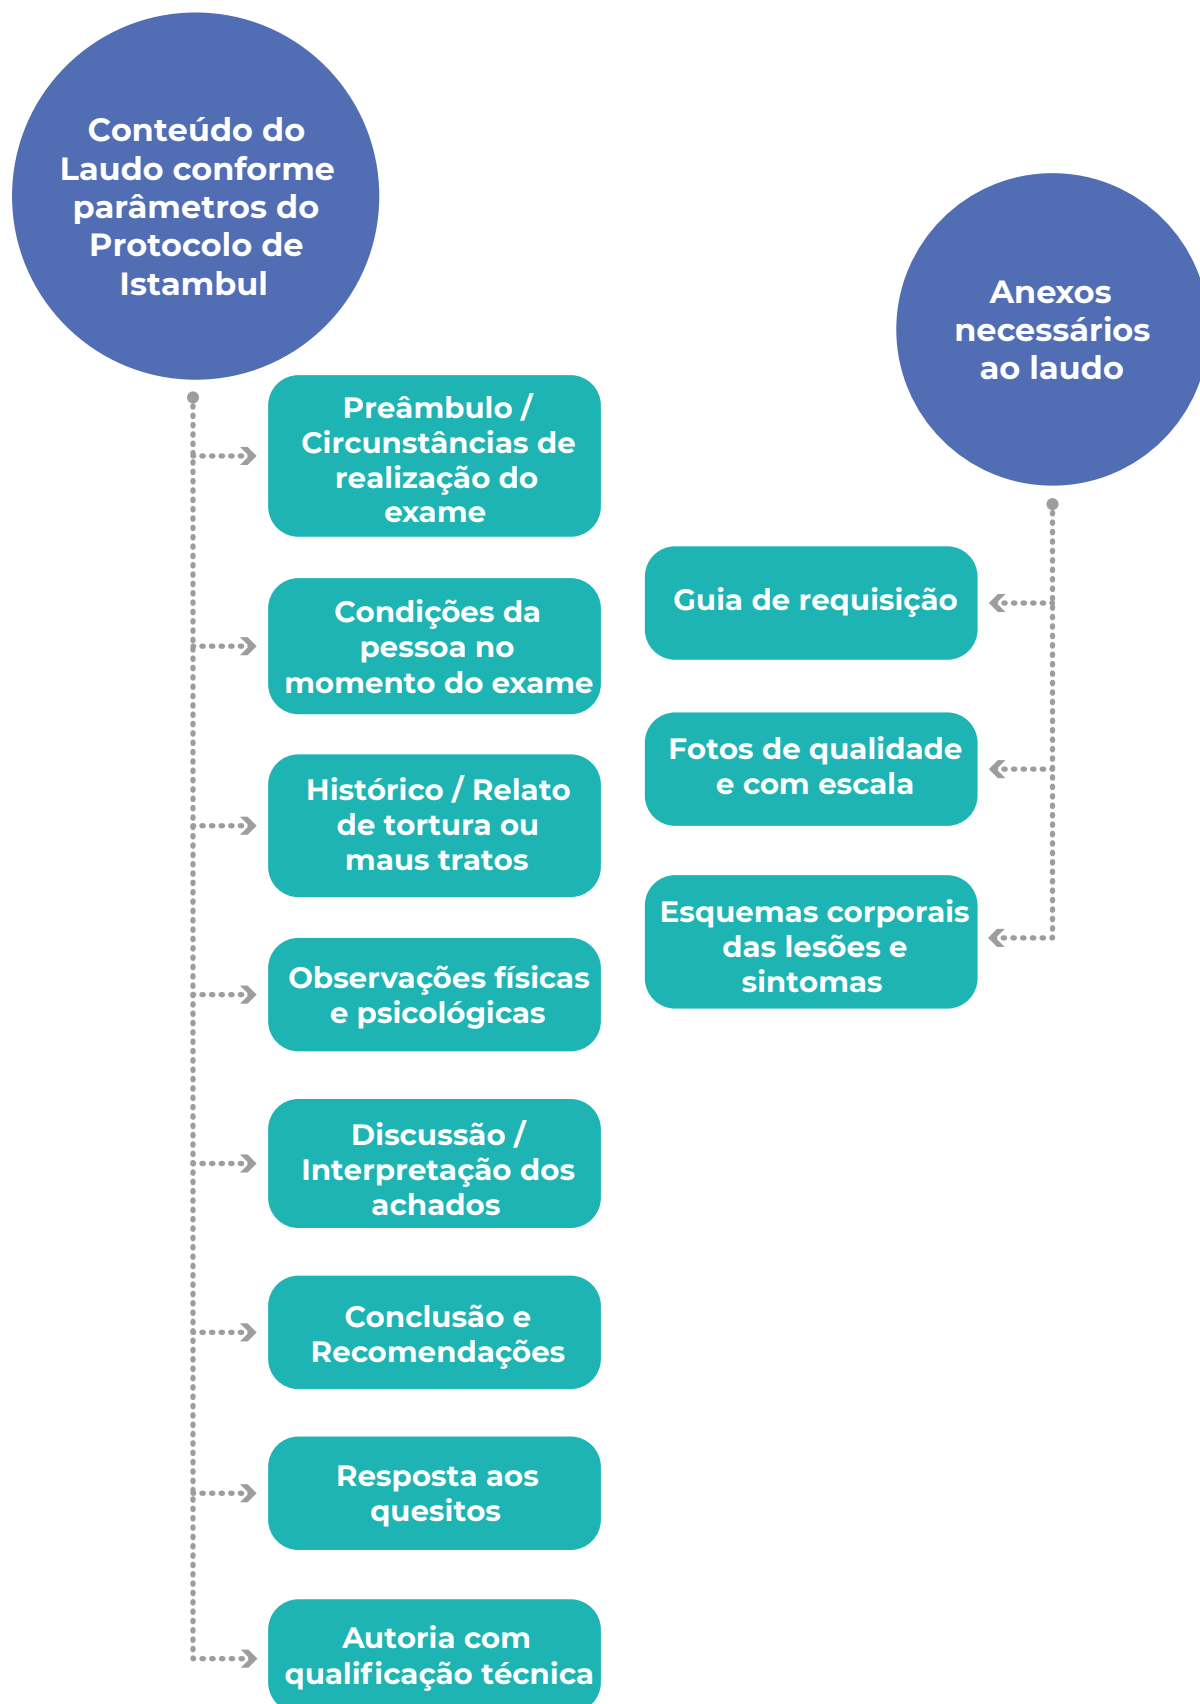 Conteúdo do
Laudo conforme
parâmetros do
Protocolo de
Istambul
Preâmbulo /
Circunstâncias de
realização do
exame
Condições da
pessoa no
momento do exame
Histórico / Relato
de tortura ou
maus tratos
Observações físicas
e psicológicas
Discussão /
Interpretação dos
achados
Conclusão e
Recomendações
Resposta aos
quesitos
Autoria com
qualificação técnica
Anexos
necessários
ao laudo
Guia de requisição
Fotos de qualidade
e com escala
Esquemas corporais
das lesões e
sintomas